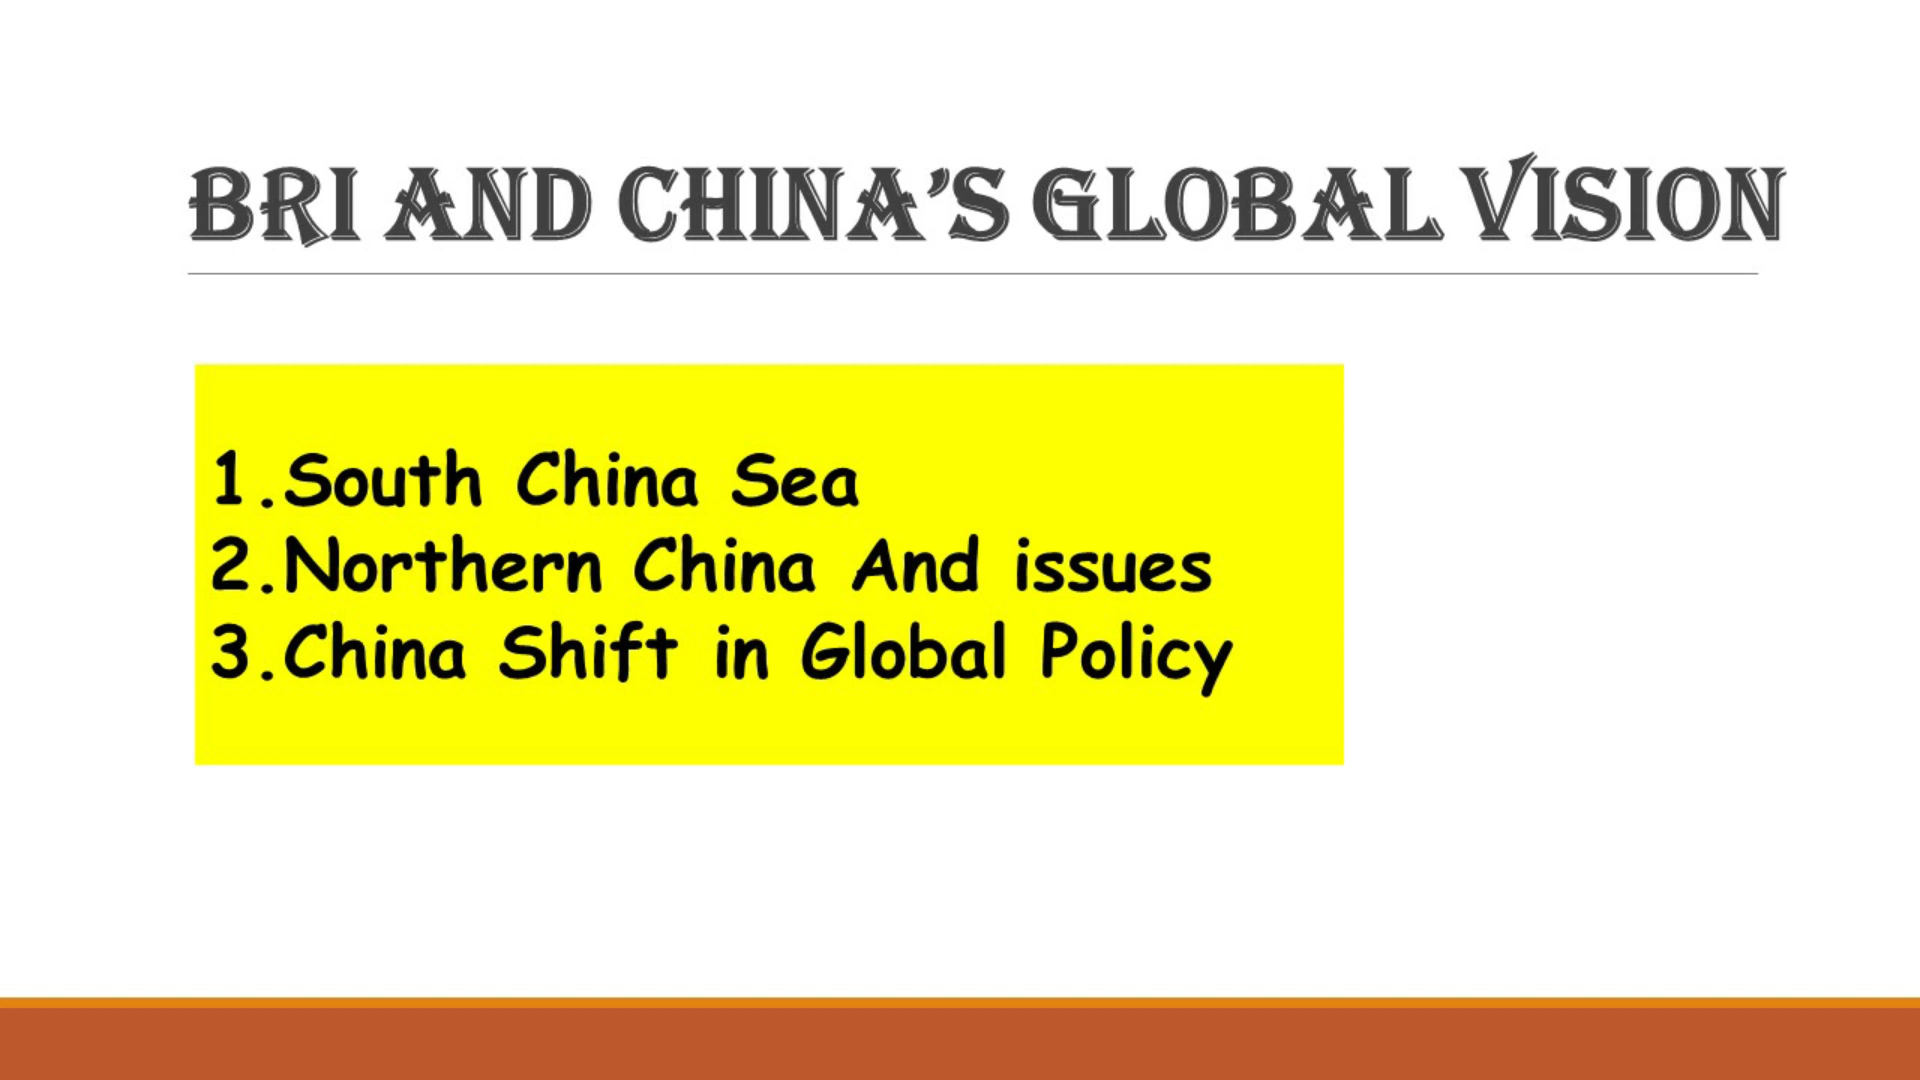 BRI AND CHINA’S GLOBAL VISION
1.South China Sea
2.Northern China And issues
3.China Shift in Global Policy